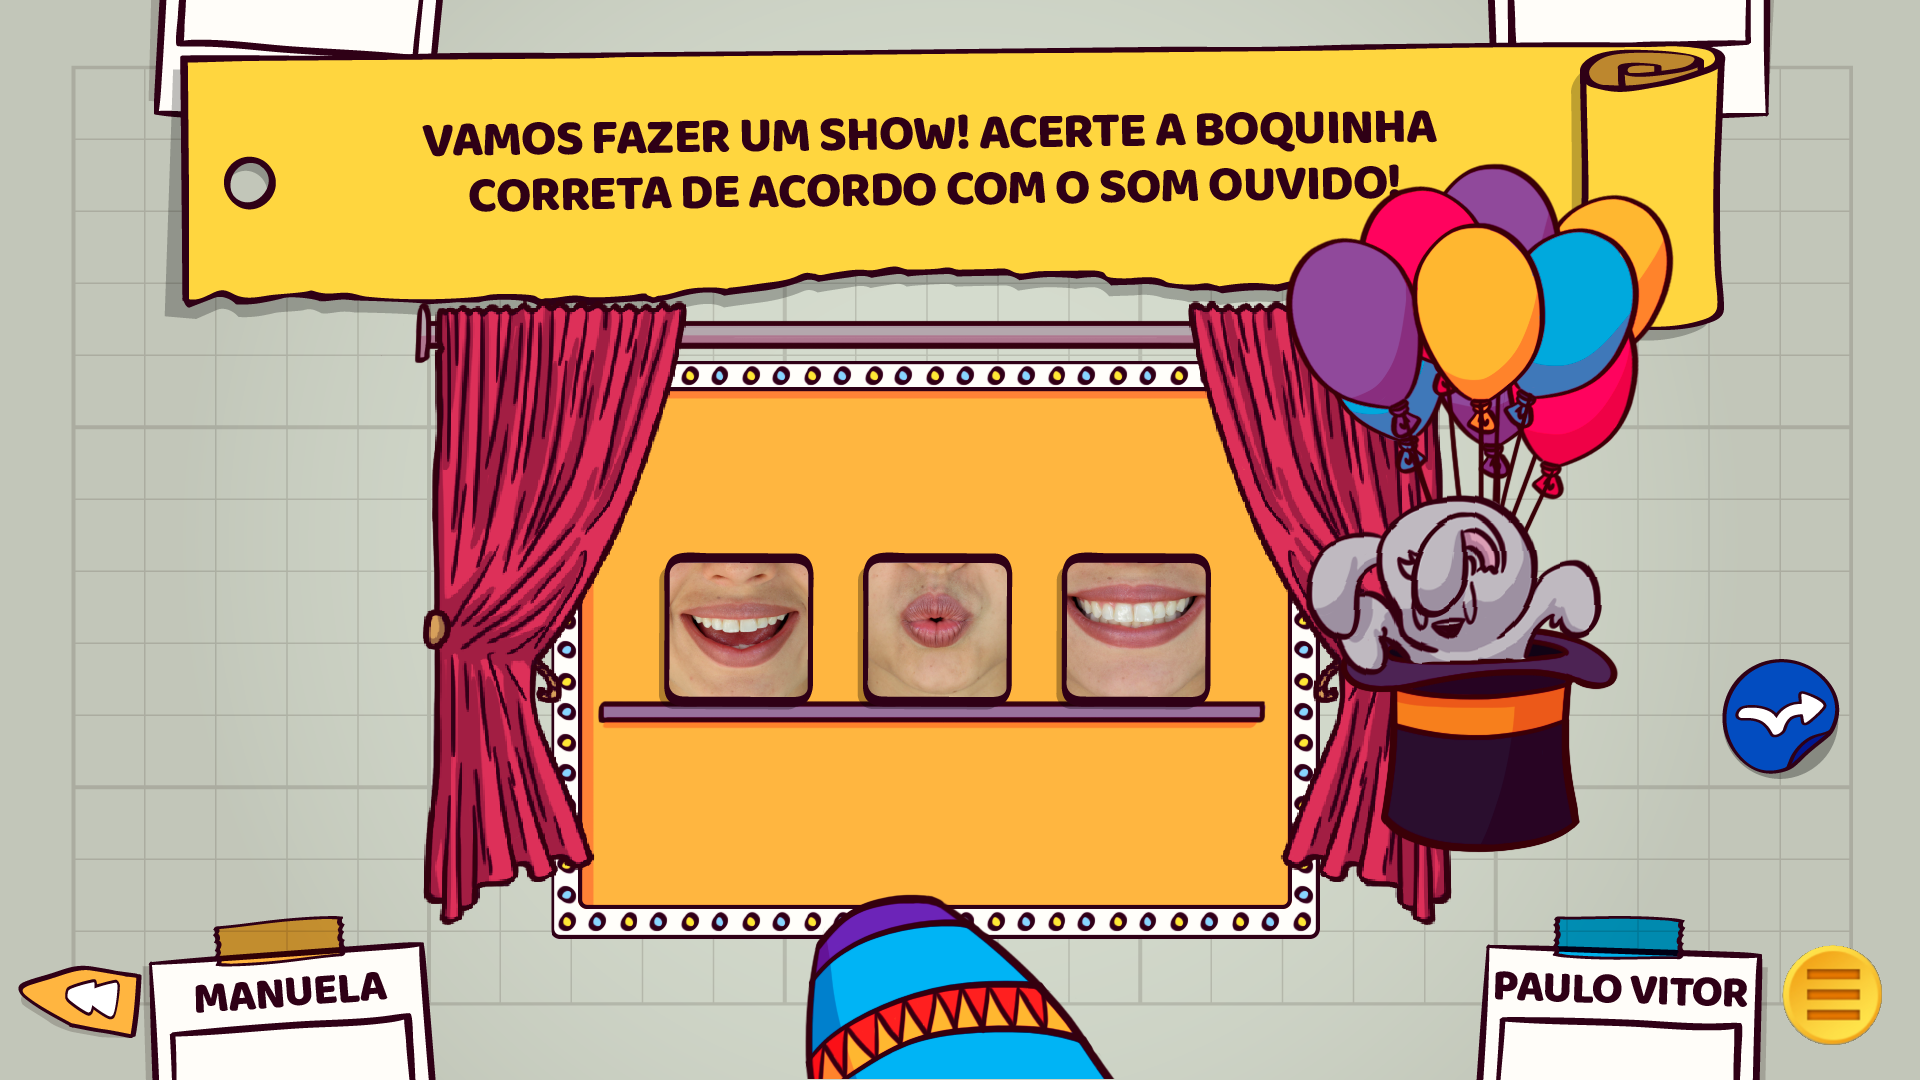 VAMOS FAZER UM SHOW! ACERTE A BOQUINHA
CORRETA DE ACORDO COM O SOM OUVIDO!
MANUELA
PAULO VITOR